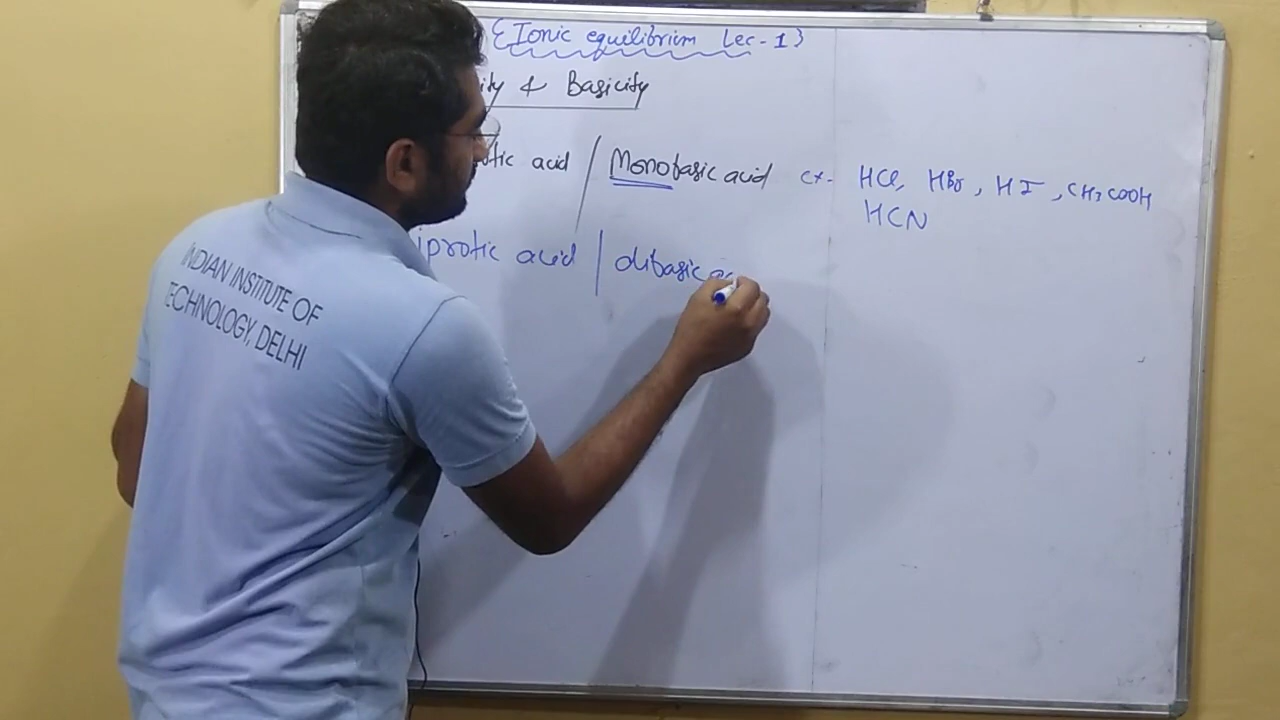 {Ionic equilibrium Lec-1}
ity & Basicity
otic acid / Monobasic acid ex- HCl, HBr, HI, CH3COOH
HCN
iprotic acid | dibasic ac
INDIAN INSTITUTE OF
TECHNOLOGY, DELHI